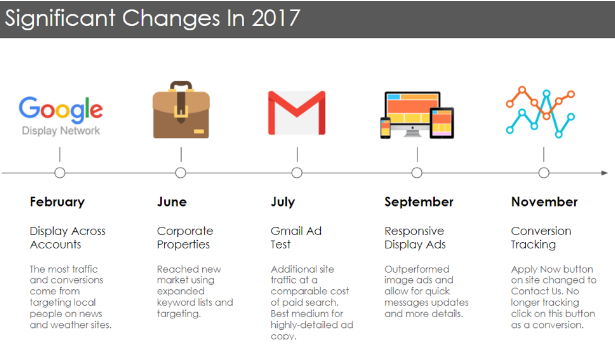 Significant Changes In 2017
Google
Display Network
February
June
July
September
November
Display Across
Accounts
Corporate
Properties
Gmail Ad
Test
Responsive
Display Ads
Conversion
Tracking
The most traffic
and conversions
come from
targeting local
people on news
and weather sites.
Reached new
market using
expanded
keyword lists and
targeting.
Additional site
traffic at a
comparable cost
of paid search.
Best medium for
highly-detailed ad
copy.
Outperformed
image ads and
allow for quick
messages updates
and more details.
Apply Now button
on site changed to
Contact Us. No
longer tracking
click on this button
as a conversion.